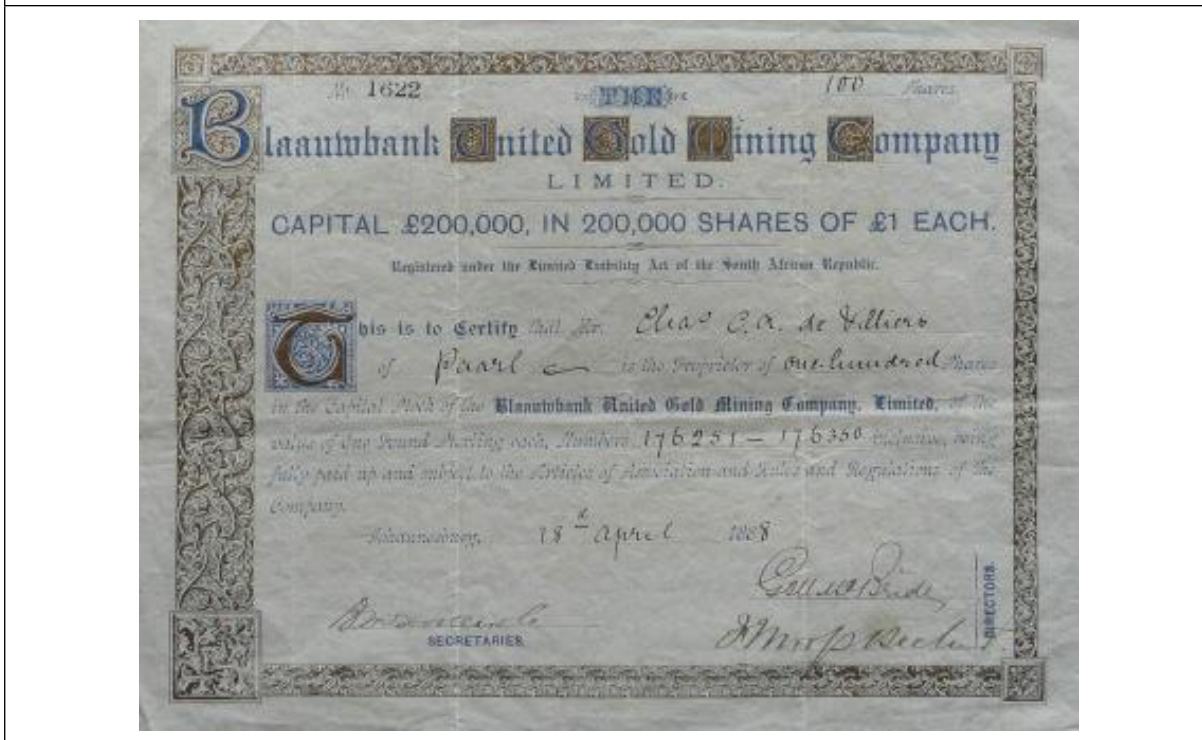 No. 1622 THE 100 Shares
Blaauwbank United Gold Mining Company
LIMITED.
CAPITAL £200,000, IN 200,000 SHARES OF £1 EACH.
Registered under the Limited Liability Act of the South African Republic.
This is to Certify that Mr. Chas C.A. de Villiers
of Paarl is the Proprietor of one hundred Shares
in the Capital Stock of the Blaauwbank United Gold Mining Company, Limited, of the
value of One Pound Sterling each, Numbers 176251 – 176350 inclusive, being
fully paid up and subject to the Articles of Association and Rules and Regulations of the
Company.
Johannesburg, 18th April 1888
DIRECTORS.
SECRETARIES.